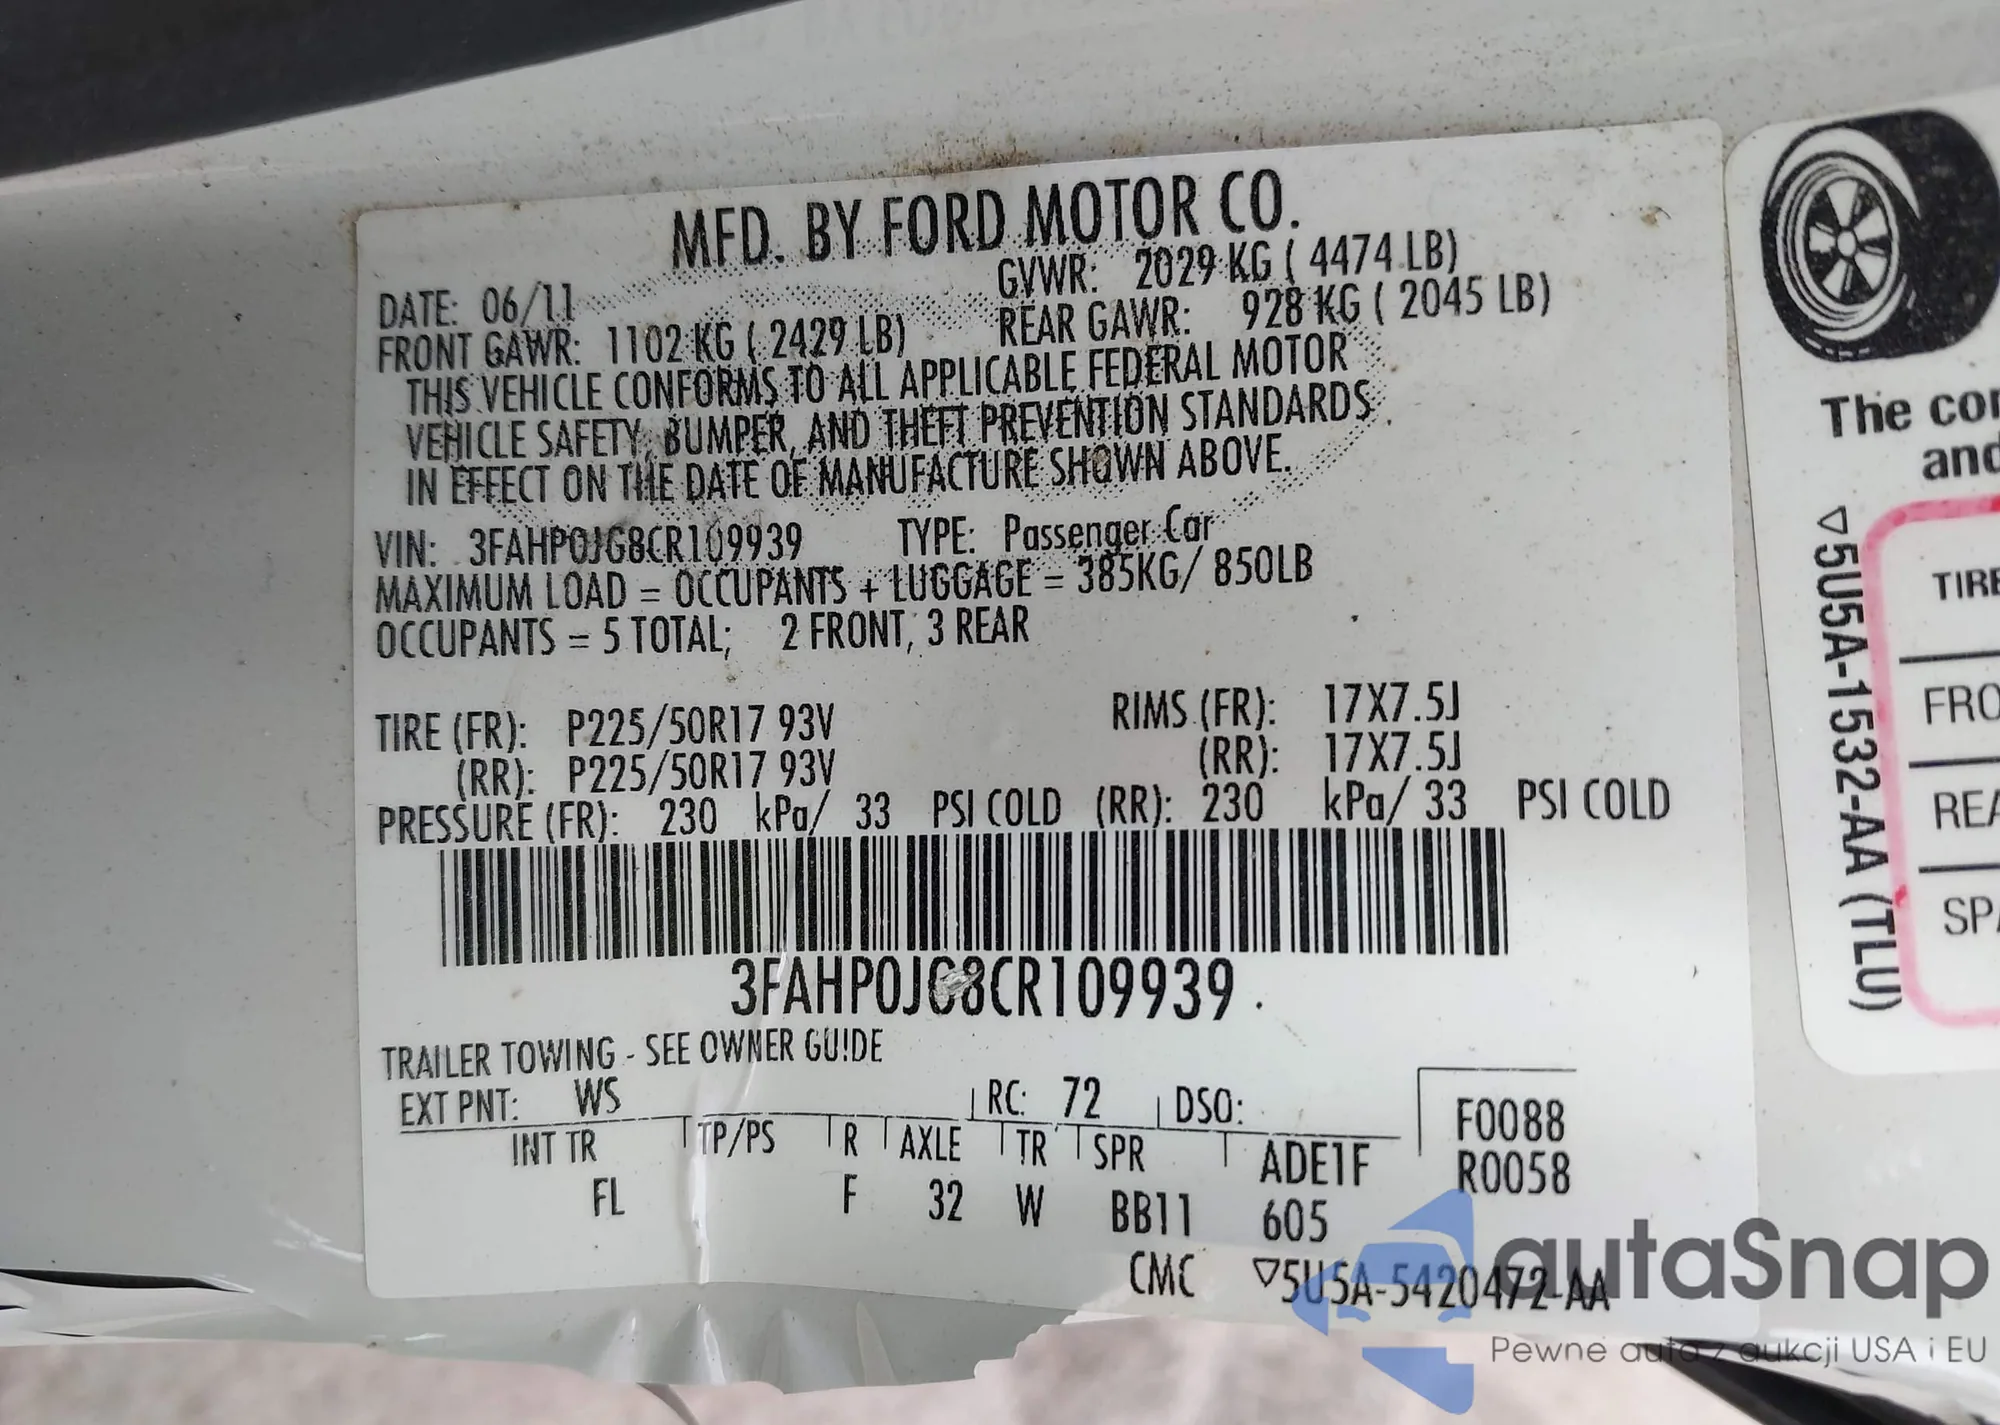 MFD. BY FORD MOTOR CO.
DATE: 06/11 GVWR: 2029 KG ( 4474 LB)
FRONT GAWR: 1102 KG ( 2429 LB) REAR GAWR: 928 KG ( 2045 LB)
THIS VEHICLE CONFORMS TO ALL APPLICABLE FEDERAL MOTOR
VEHICLE SAFETY, BUMPER, AND THEFT PREVENTION STANDARDS
IN EFFECT ON THE DATE OF MANUFACTURE SHOWN ABOVE.
VIN: 3FAHP0JG8CR109939 TYPE: Passenger Car
MAXIMUM LOAD = OCCUPANTS + LUGGAGE = 385KG/ 850LB
OCCUPANTS = 5 TOTAL; 2 FRONT, 3 REAR
TIRE (FR): P225/50R17 93V RIMS (FR): 17X7.5J
(RR): P225/50R17 93V (RR): 17X7.5J
PRESSURE (FR): 230 kPa/ 33 PSI COLD (RR): 230 kPa/ 33 PSI COLD
3FAHP0JG8CR109939
TRAILER TOWING - SEE OWNER GUIDE
EXT PNT: WS RC: 72 DSO: F0088
INT TR TP/PS R AXLE TR SPR ADE1F R0058
FL F 32 W BB11 605
CMC ▽5U5A-5420472-AA
The
and
▽5U5A-1532-AA (TLU)
TIRE
autaSnap
Pewne auta z aukcji USA i EU